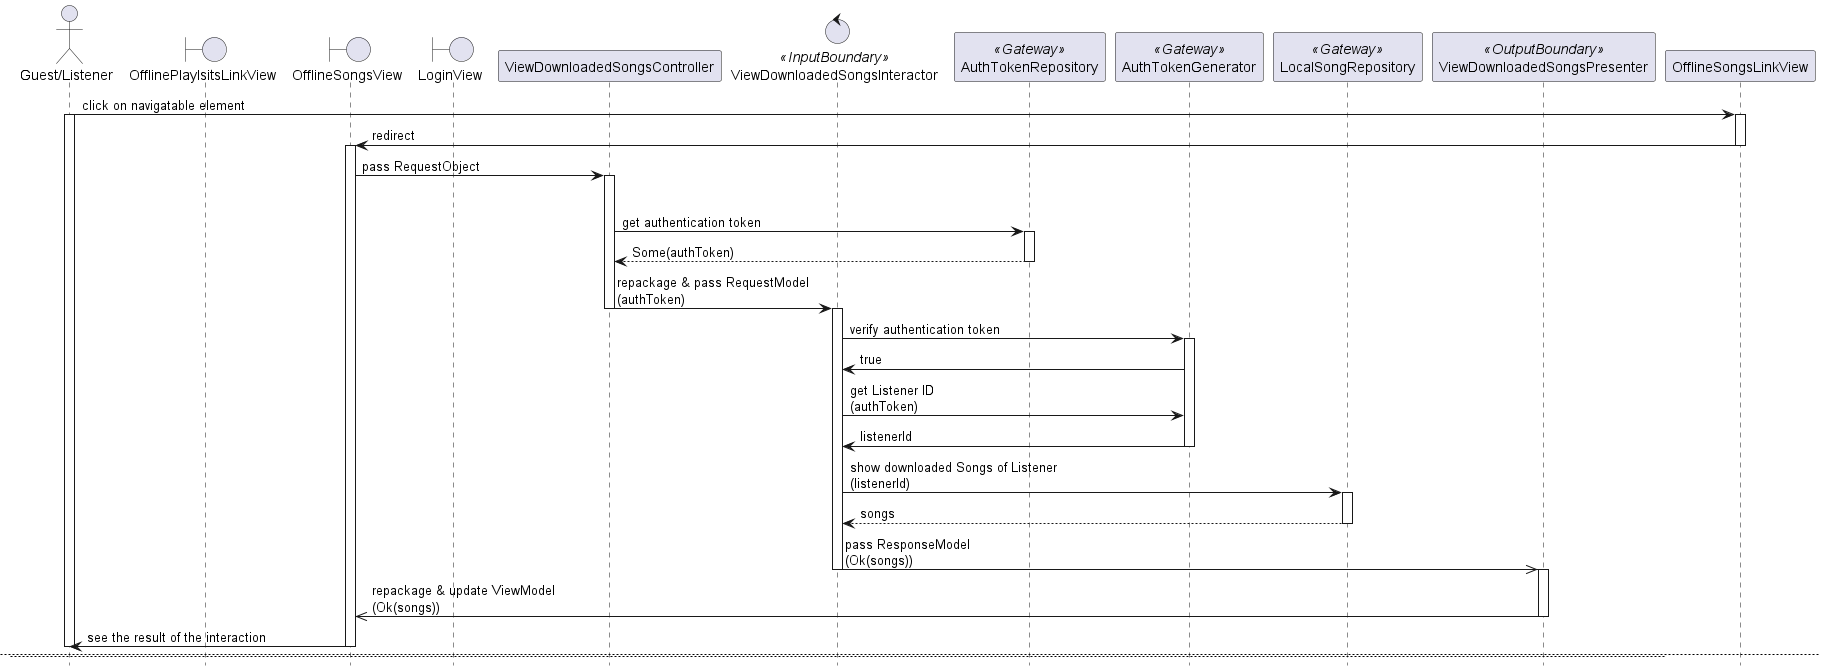 Guest/Listener
OfflinePlaylsitsLinkView
OfflineSongsView
LoginView
ViewDownloadedSongsController
«InputBoundary»
ViewDownloadedSongsInteractor
«Gateway»
AuthTokenRepository
«Gateway»
AuthTokenGenerator
«Gateway»
LocalSongRepository
«OutputBoundary»
ViewDownloadedSongsPresenter
OfflineSongsLinkView
click on navigatable element
redirect
pass RequestObject
get authentication token
Some(authToken)
repackage & pass RequestModel
(authToken)
verify authentication token
true
get Listener ID
(authToken)
listenerId
show downloaded Songs of Listener
(listenerId)
songs
pass ResponseModel
(Ok(songs))
repackage & update ViewModel
(Ok(songs))
see the result of the interaction